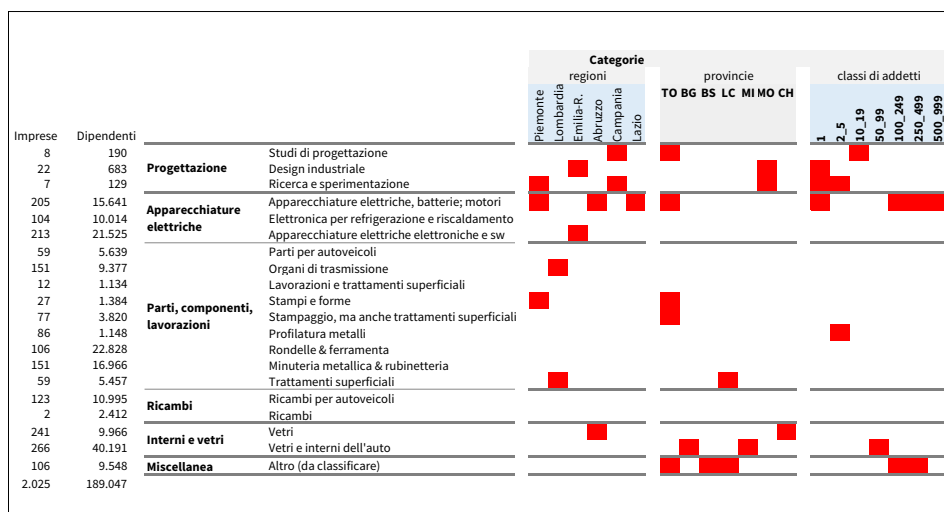 Categorie
regioni provincie classi di addetti
Piemonte Lombardia Emilia-R. Abruzzo Campania Lazio TO BG BS LC MI MO CH 1 2_5 10_19 50_99 100_249 250_499 500_999
Imprese Dipendenti
8 190 Studi di progettazione
22 683 Progettazione Design industriale
7 129 Ricerca e sperimentazione
205 15.641 Apparecchiature Apparecchiature elettriche, batterie; motori
104 10.014 elettriche Elettronica per refrigerazione e riscaldamento
213 21.525 Apparecchiature elettriche elettroniche e sw
59 5.639 Parti per autoveicoli
151 9.377 Organi di trasmissione
12 1.134 Lavorazioni e trattamenti superficiali
27 1.384 Parti, componenti, Stampi e forme
77 3.820 lavorazioni Stampaggio, ma anche trattamenti superficiali
86 1.148 Profilatura metalli
106 22.828 Rondelle & ferramenta
151 16.966 Minuteria metallica & rubinetteria
59 5.457 Trattamenti superficiali
123 10.995 Ricambi Ricambi per autoveicoli
2 2.412 Ricambi
241 9.966 Interni e vetri Vetri
266 40.191 Vetri e interni dell'auto
106 9.548 Miscellanea Altro (da classificare)
2.025 189.047